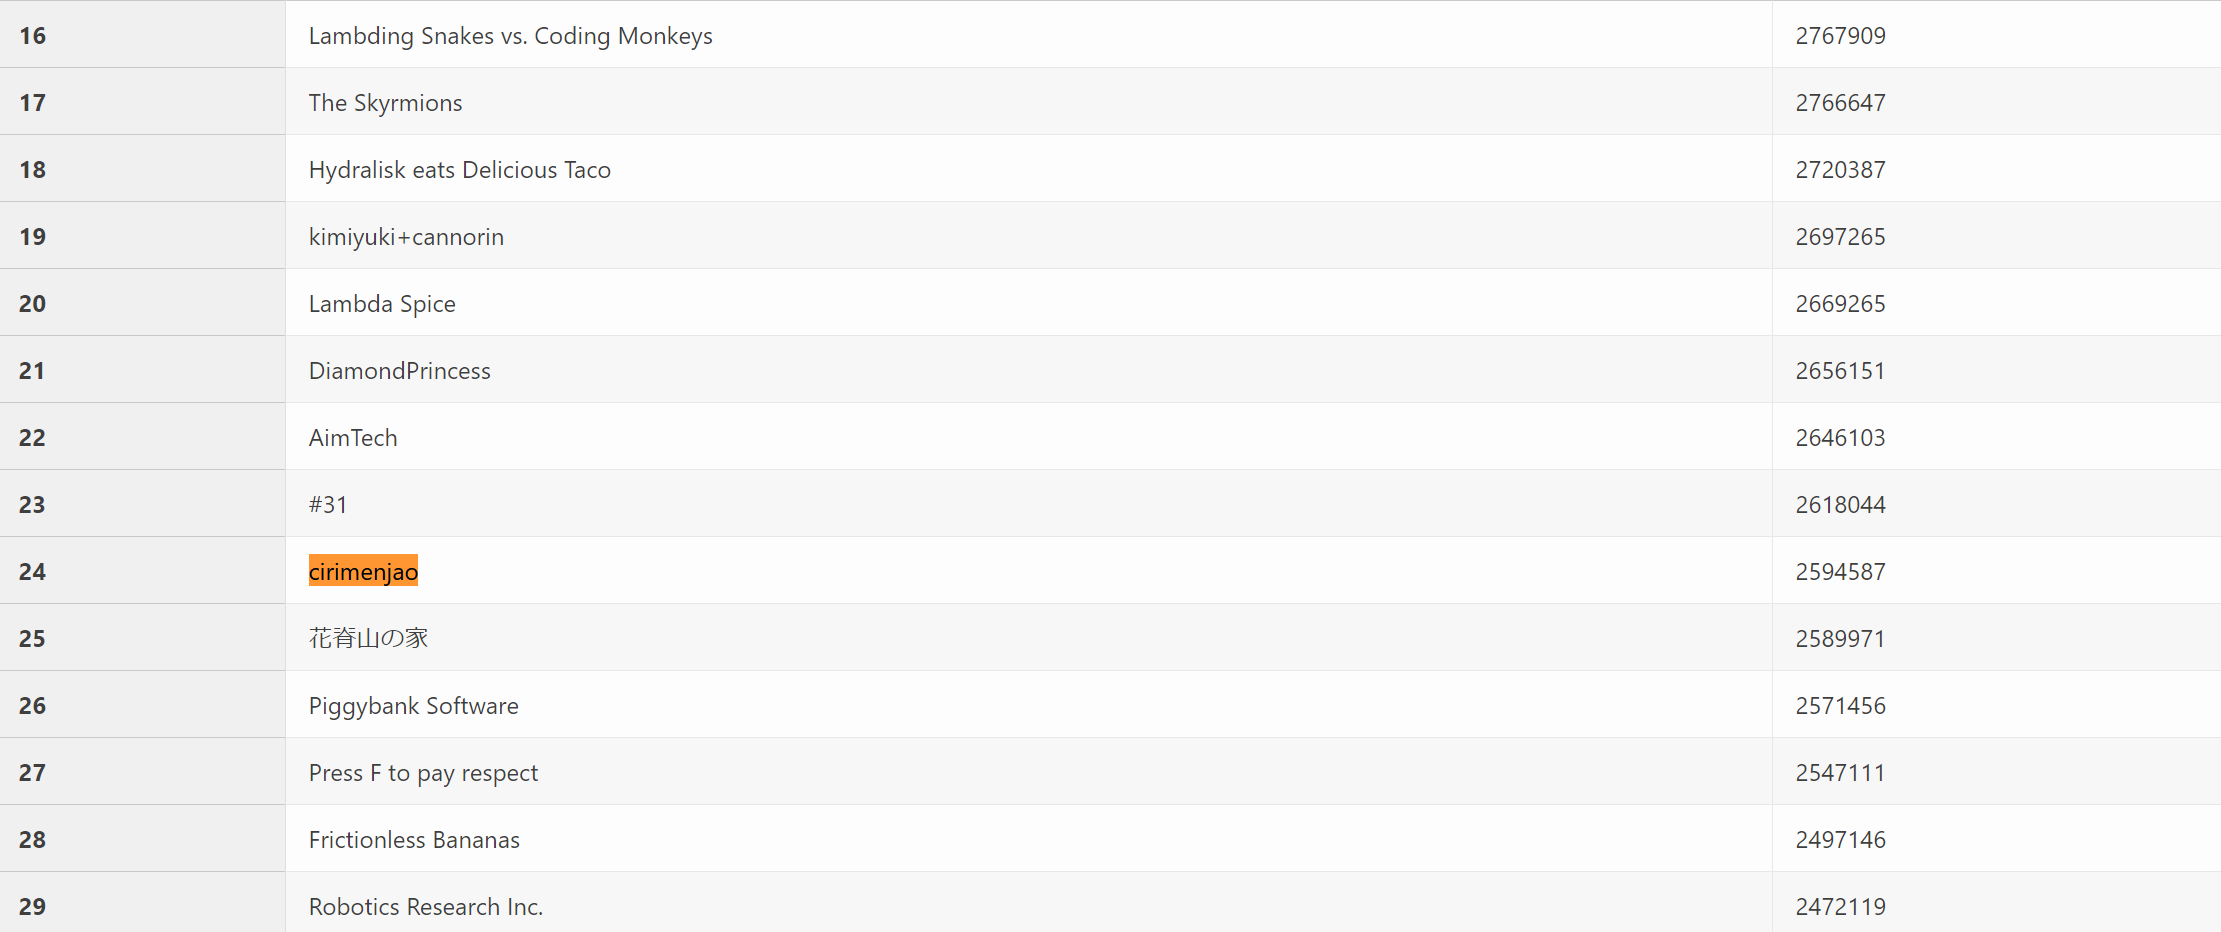 16 Lambding Snakes vs. Coding Monkeys 2767909
17 The Skyrmions 2766647
18 Hydralisk eats Delicious Taco 2720387
19 kimiyuki+cannorin 2697265
20 Lambda Spice 2669265
21 DiamondPrincess 2656151
22 AimTech 2646103
23 #31 2618044
24 cirimenjao 2594587
25 花脊山の家 2589971
26 Piggybank Software 2571456
27 Press F to pay respect 2547111
28 Frictionless Bananas 2497146
29 Robotics Research Inc. 2472119